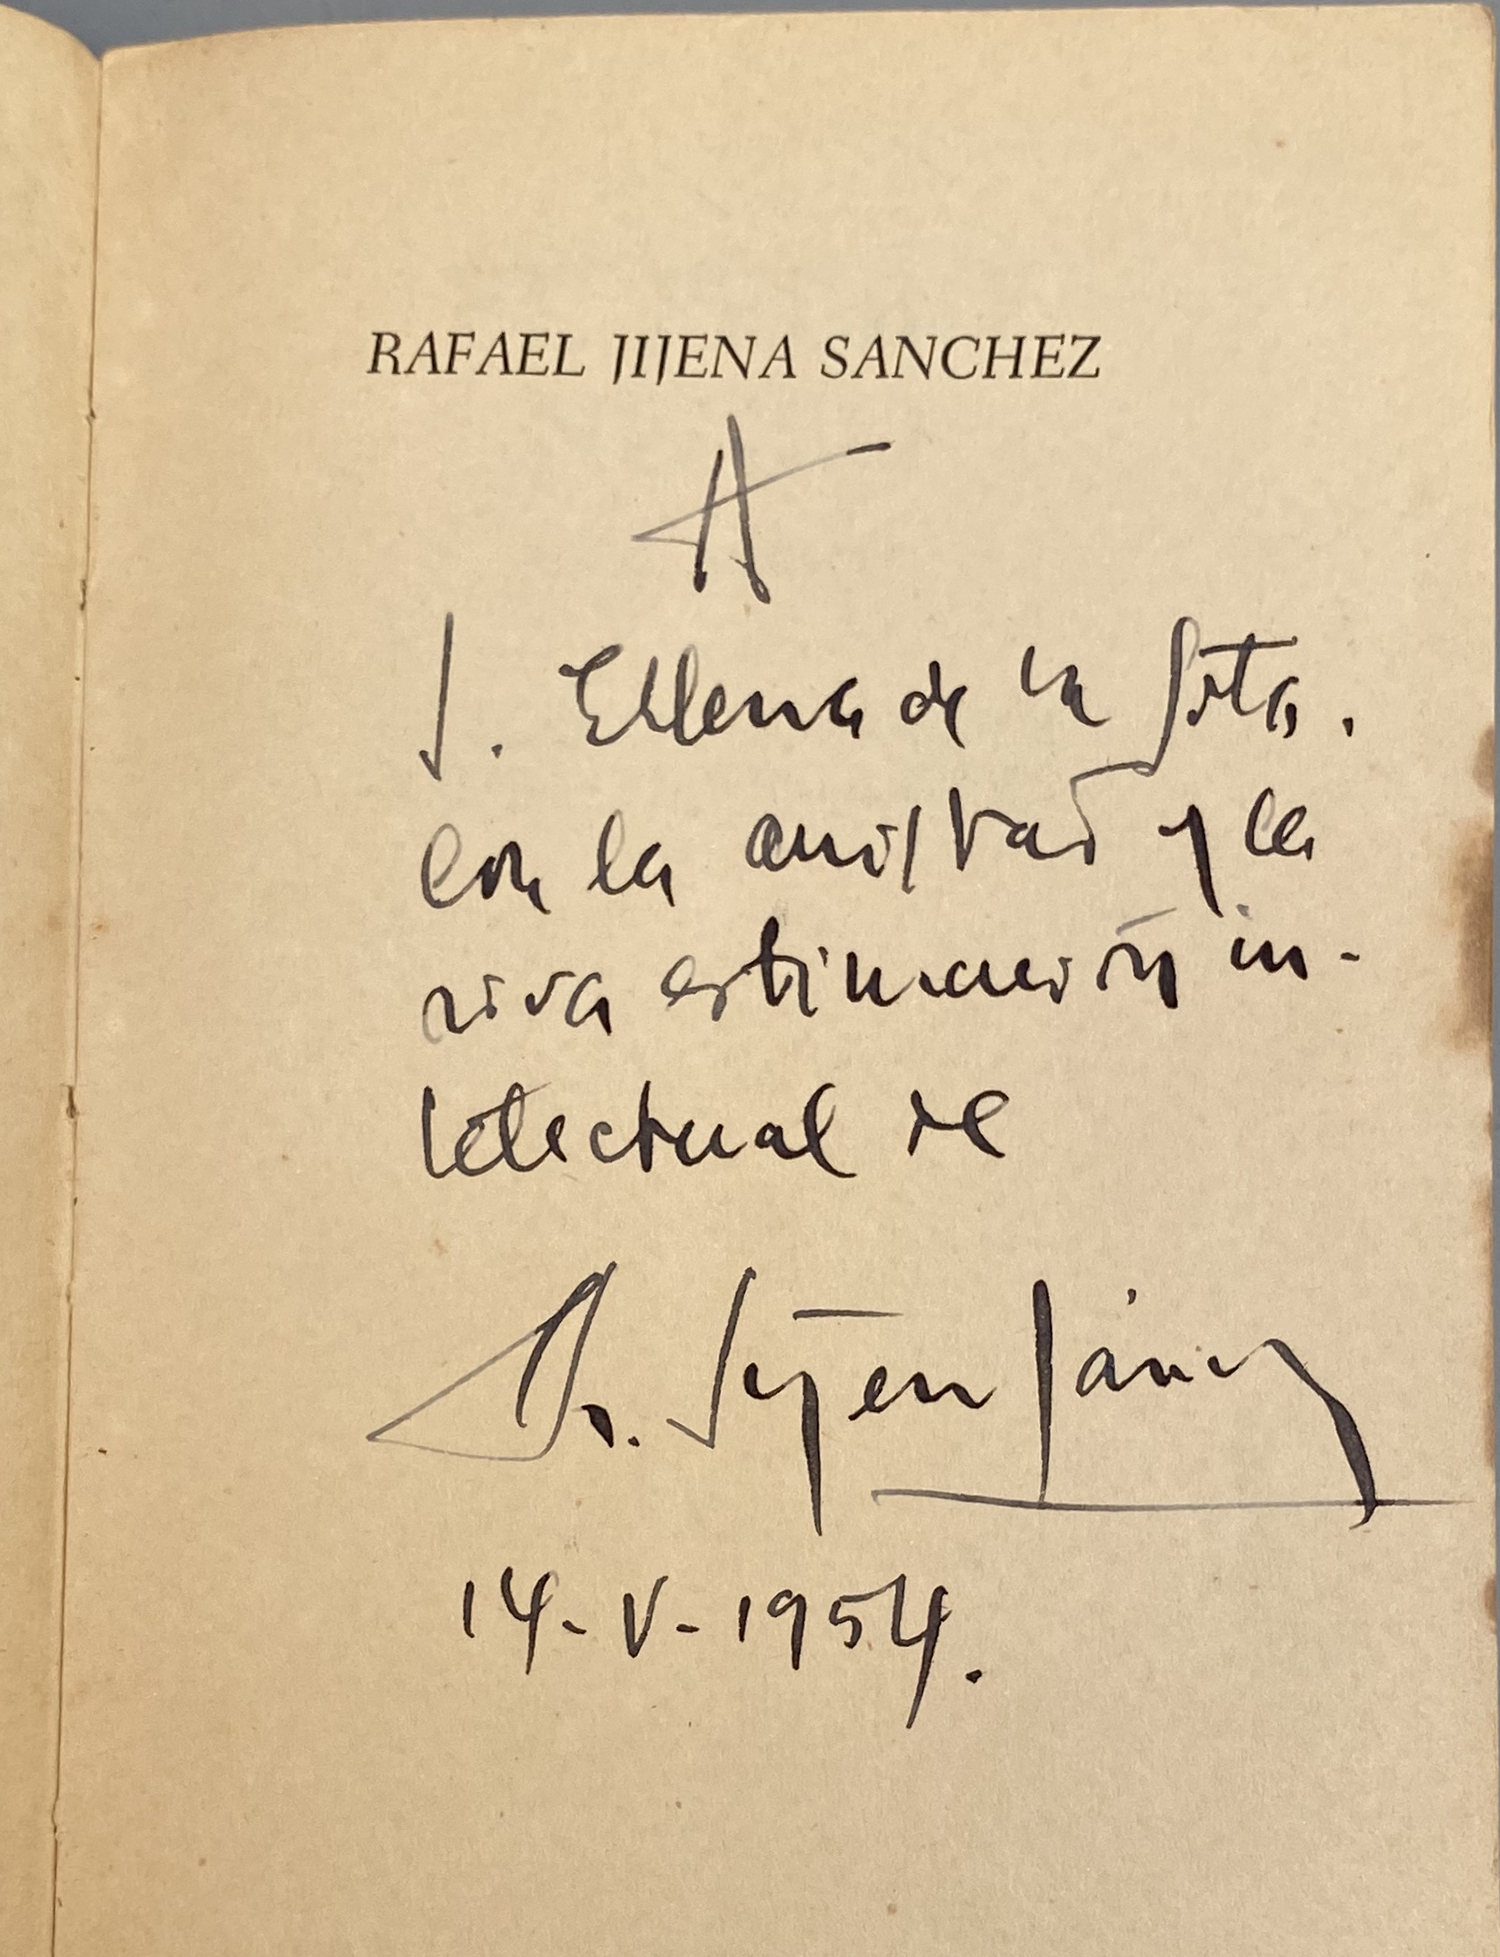 RAFAEL JIJENA SANCHEZ
A
J. Ellena de la Sota.
con la amistad y la
viva estimación in-
telectual de
R. Jijena Sánchez
14-V-1954.